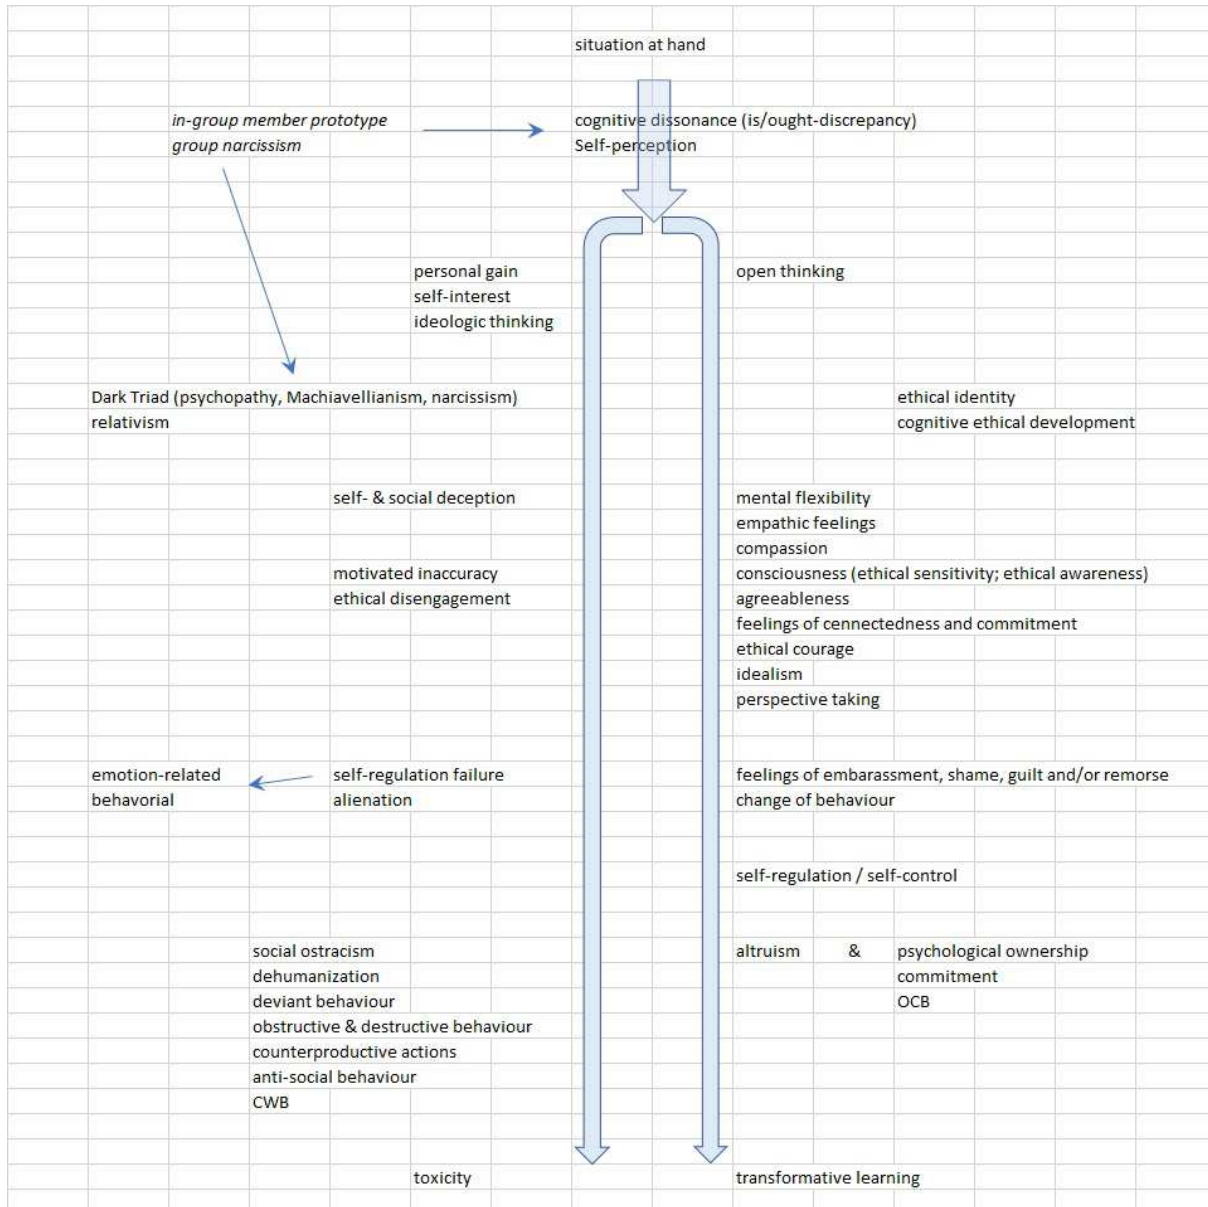 situation at hand
in-group member prototype
cognitive dissonance (is/ought-discrepancy)
group narcissism
Self-perception
personal gain
open thinking
self-interest
ideologic thinking
Dark Triad (psychopathy, Machiavellianism, narcissism)
ethical identity
relativism
cognitive ethical development
self- & social deception
mental flexibility
empathic feelings
compassion
motivated inaccuracy
consciousness (ethical sensitivity; ethical awareness)
ethical disengagement
agreeableness
feelings of cennectedness and commitment
ethical courage
idealism
perspective taking
emotion-related
self-regulation failure
feelings of embarassment, shame, guilt and/or remorse
behavorial
alienation
change of behaviour
self-regulation / self-control
social ostracism
altruism & psychological ownership
dehumanization
commitment
deviant behaviour
OCB
obstructive & destructive behaviour
counterproductive actions
anti-social behaviour
CWB
toxicity
transformative learning